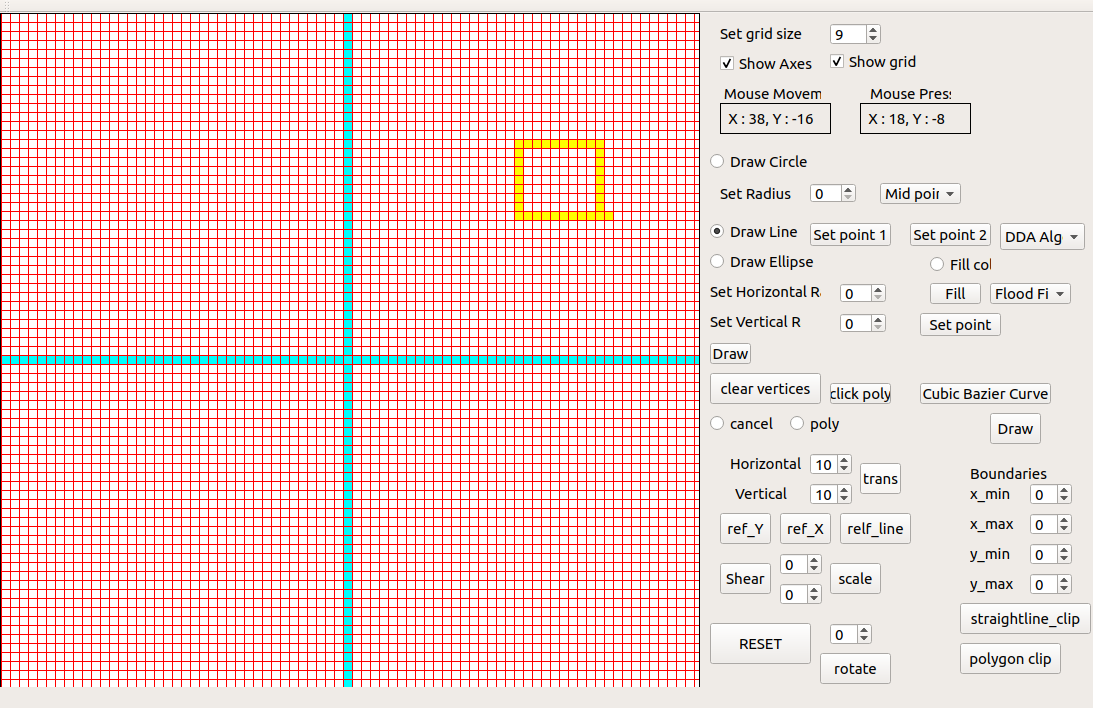 Set grid size 9
Show Axes Show grid
Mouse Movem Mouse Press
X : 38, Y : -16 X : 18, Y : -8
Draw Circle
Set Radius 0 Mid poir
Draw Line Set point 1 Set point 2 DDA Alg
Draw Ellipse Fill col
Set Horizontal Ra 0 Fill Flood Fi
Set Vertical R 0 Set point
Draw
clear vertices click poly Cubic Bazier Curve
cancel poly Draw
Horizontal 10 trans
Vertical 10
Boundaries
x_min 0
ref_Y ref_X relf_line x_max 0
Shear 0 0 scale
y_min 0
y_max 0
straightline_clip
RESET 0 rotate
polygon clip